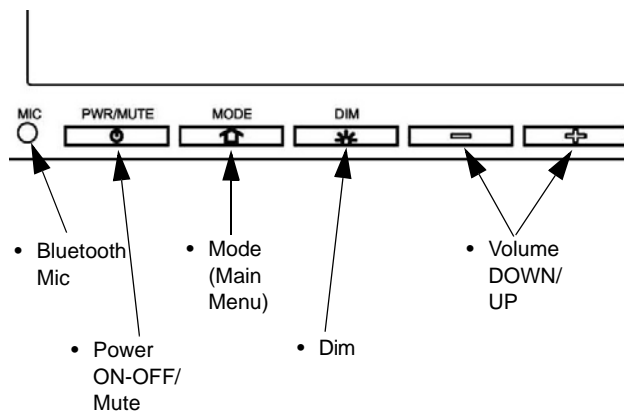 MIC PWR/MUTE MODE DIM
• Bluetooth
Mic
• Mode
(Main
Menu)
• Volume
DOWN/
UP
• Power
ON-OFF/
Mute
• Dim